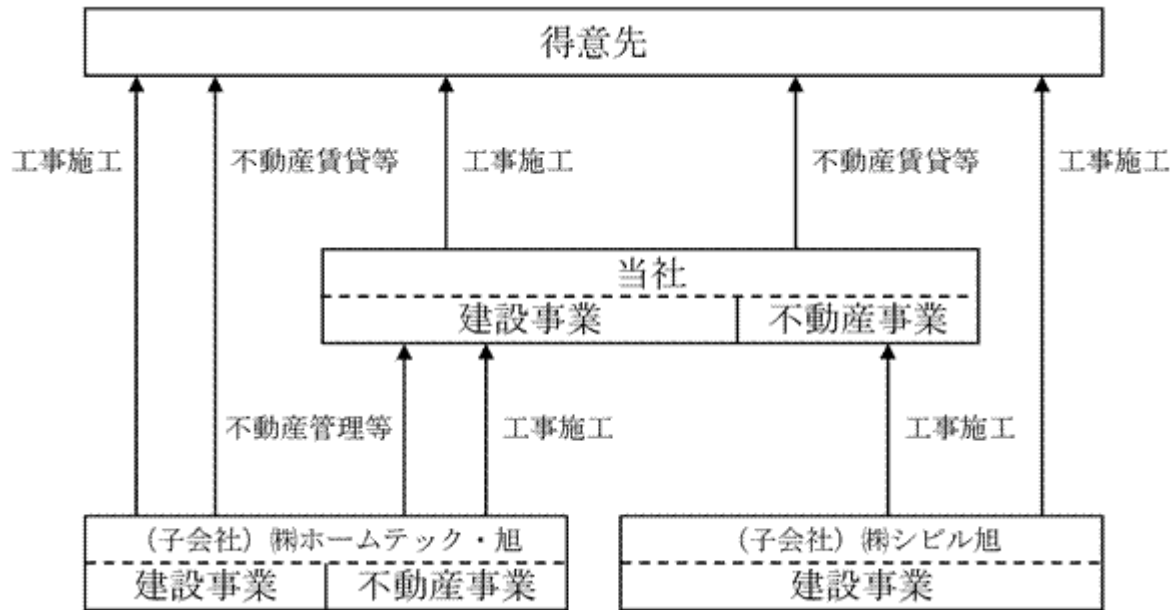 得意先
工事施工
不動産賃貸等
工事施工
不動産賃貸等
工事施工
当社
建設事業
不動産事業
不動産管理等
工事施工
工事施工
(子会社) ㈱ホームテック・旭
建設事業
不動産事業
(子会社) ㈱シビル旭
建設事業